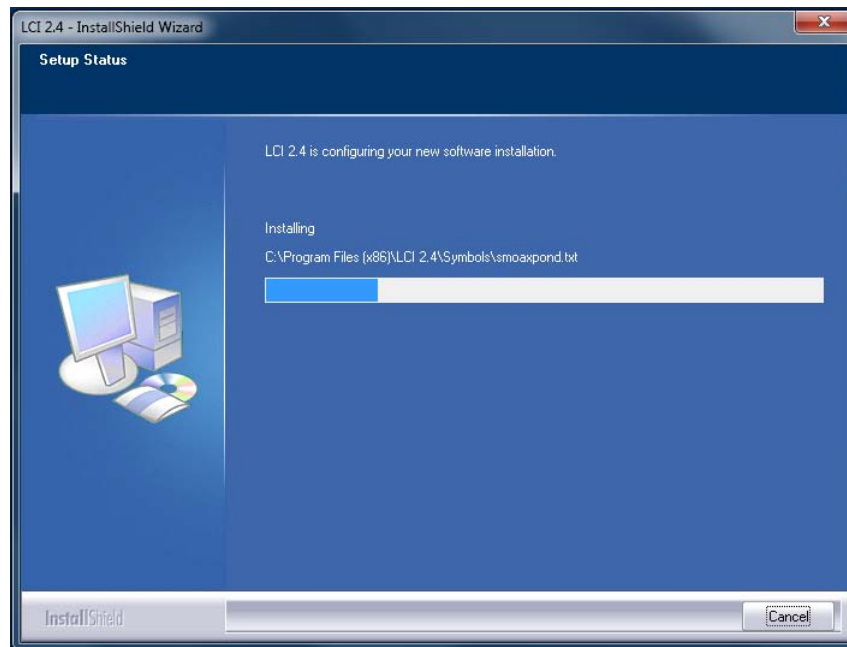 LCI 2.4 - InstallShield Wizard
Setup Status
LCI 2.4 is configuring your new software installation.
Installing
C:\Program Files (x86)\LCI 2.4\Symbols\smoaxpond.txt
InstallShield
Cancel